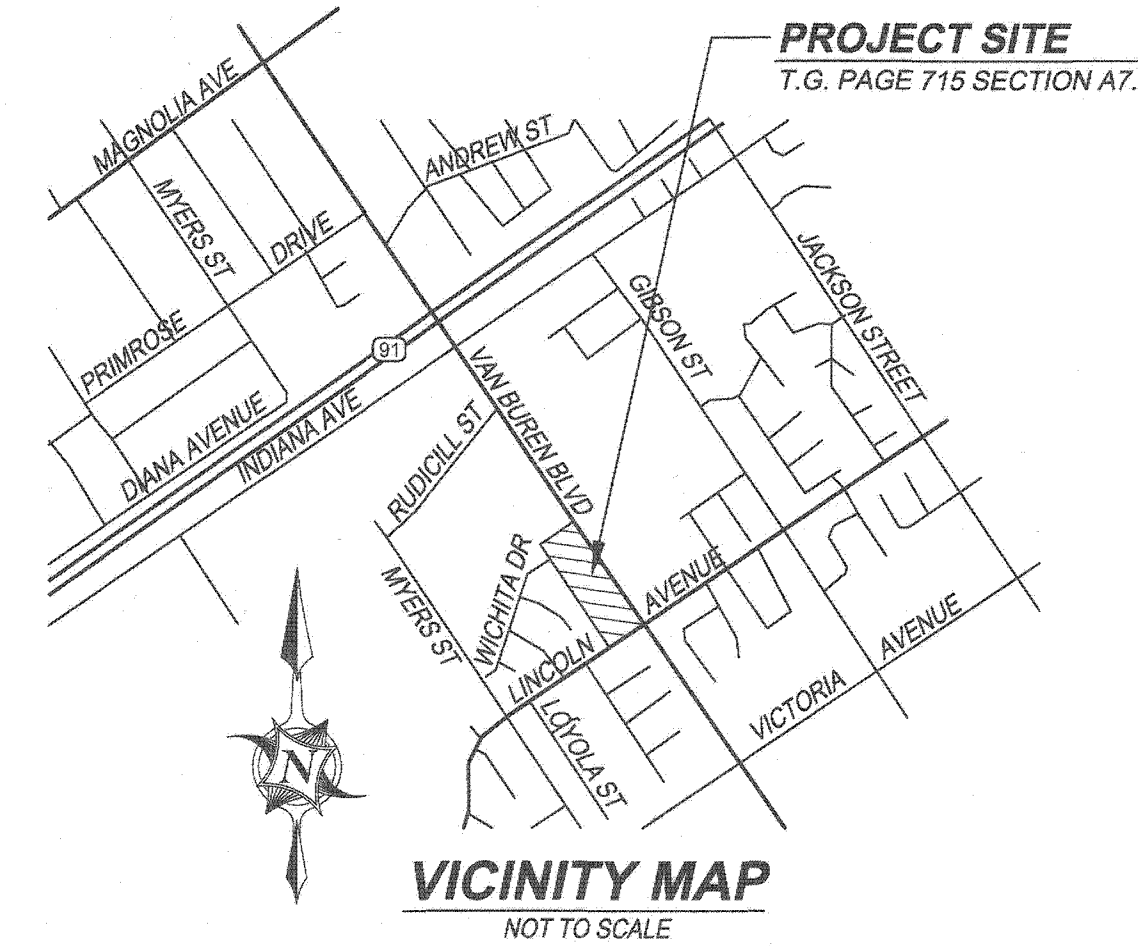 PROJECT SITE
T.G. PAGE 715 SECTION A7.
MAGNOLIA AVE
MYERS ST
ANDREW ST
PRIMROSE DRIVE
JACKSON STREET
GIBSON ST
91
VAN BUREN BLVD
DIANA AVENUE
INDIANA AVE
RUDICILL ST
WICHITA DR
MYERS ST
LINCOLN AVENUE
LOYOLA ST
VICTORIA AVENUE
N
VICINITY MAP
NOT TO SCALE